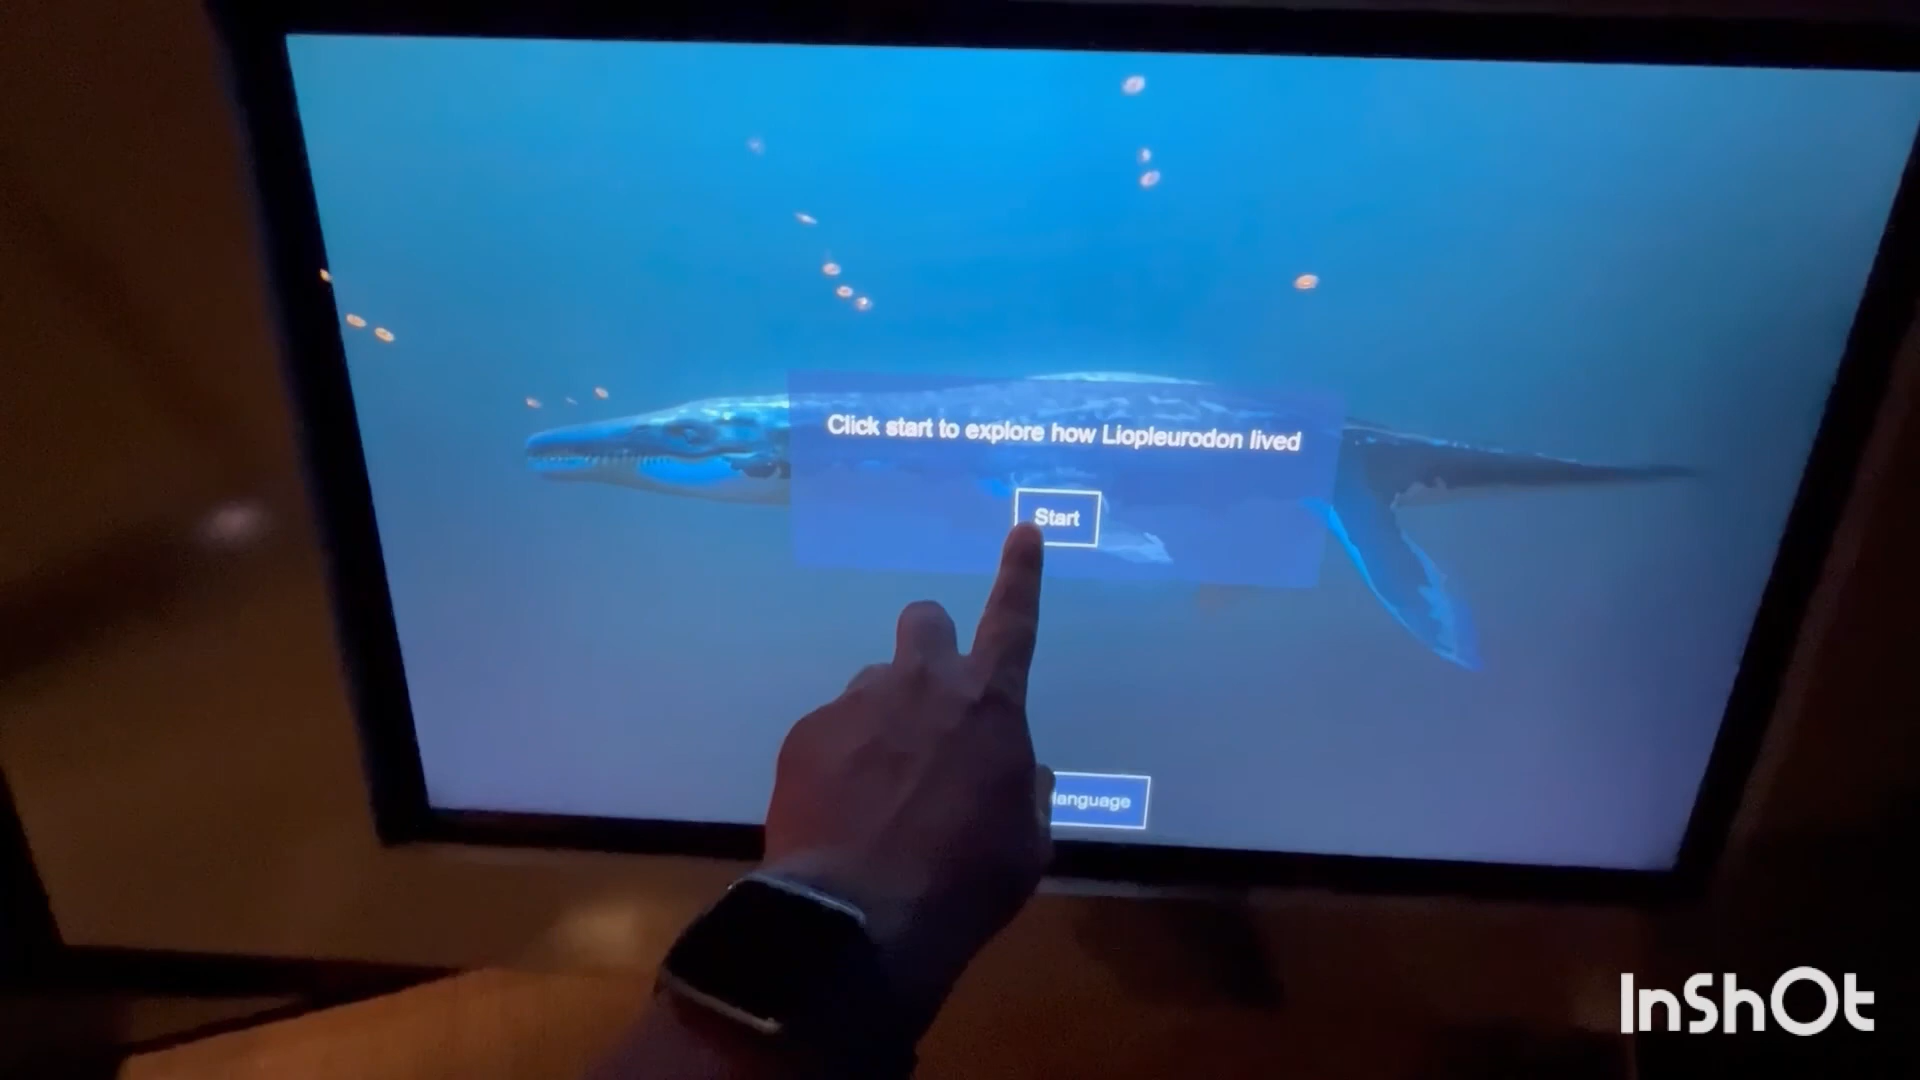 Click start to explore how Liopleurodon lived
Start
language
InShOt